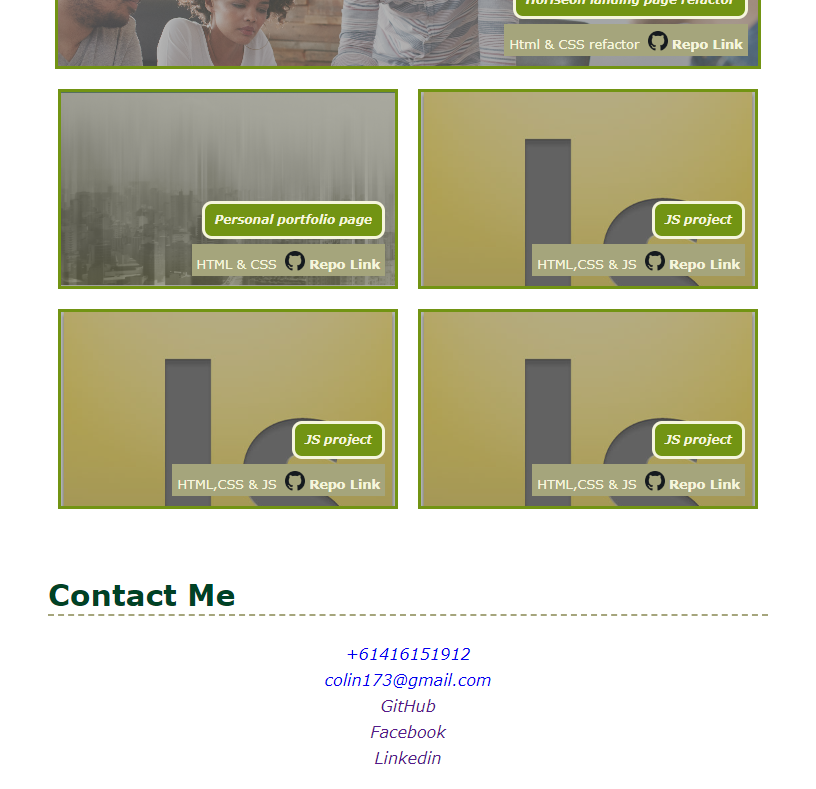 Horiseon landing page refactor
Html & CSS refactor Repo Link
Personal portfolio page
HTML & CSS Repo Link
JS project
HTML,CSS & JS Repo Link
JS project
HTML,CSS & JS Repo Link
JS project
HTML,CSS & JS Repo Link
Contact Me
+61416151912
colin173@gmail.com
GitHub
Facebook
Linkedin